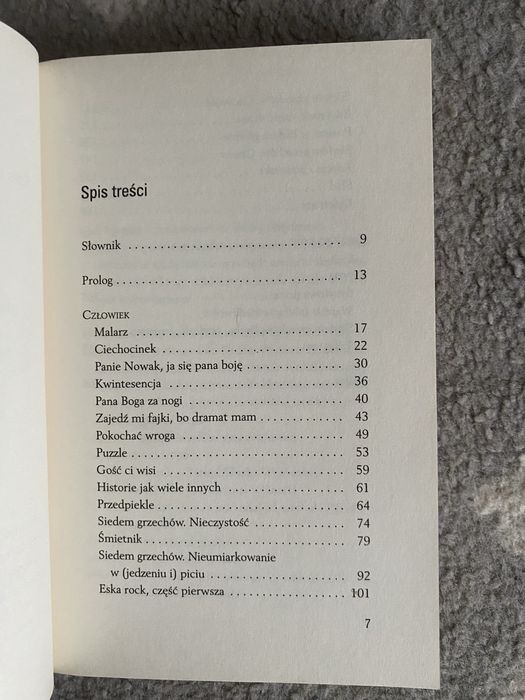 Spis treści
Słownik . . . . . . . . . . . . . . . . . . . . . . . . . . . . . . . . 9
Prolog . . . . . . . . . . . . . . . . . . . . . . . . . . . . . . . . . 13
CZŁOWIEK
Malarz . . . . . . . . . . . . . . . . . . . . . . . . . . . . . . . 17
Ciechocinek . . . . . . . . . . . . . . . . . . . . . . . . . . . 22
Panie Nowak, ja się pana boję . . . . . . . . . . . . . . 30
Kwintesencja . . . . . . . . . . . . . . . . . . . . . . . . . . 36
Pana Boga za nogi . . . . . . . . . . . . . . . . . . . . . . . 40
Zajedź mi fajki, bo dramat mam . . . . . . . . . . . . . 43
Pokochać wroga . . . . . . . . . . . . . . . . . . . . . . . . 49
Puzzle . . . . . . . . . . . . . . . . . . . . . . . . . . . . . . . 53
Gość ci wisi . . . . . . . . . . . . . . . . . . . . . . . . . . . 59
Historie jak wiele innych . . . . . . . . . . . . . . . . . . 61
Przedpiekle . . . . . . . . . . . . . . . . . . . . . . . . . . . . 64
Siedem grzechów. Nieczystość . . . . . . . . . . . . . . 74
Śmietnik . . . . . . . . . . . . . . . . . . . . . . . . . . . . . . 79
Siedem grzechów. Nieumiarkowanie
w (jedzeniu i) piciu . . . . . . . . . . . . . . . . . . . . 92
Eska rock, część pierwsza . . . . . . . . . . . . . . . . . 101
7